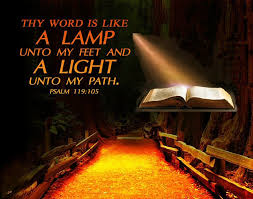 THY WORD IS LIKE
A LAMP
UNTO MY FEET AND
A LIGHT
UNTO MY PATH.
PSALM 119:105